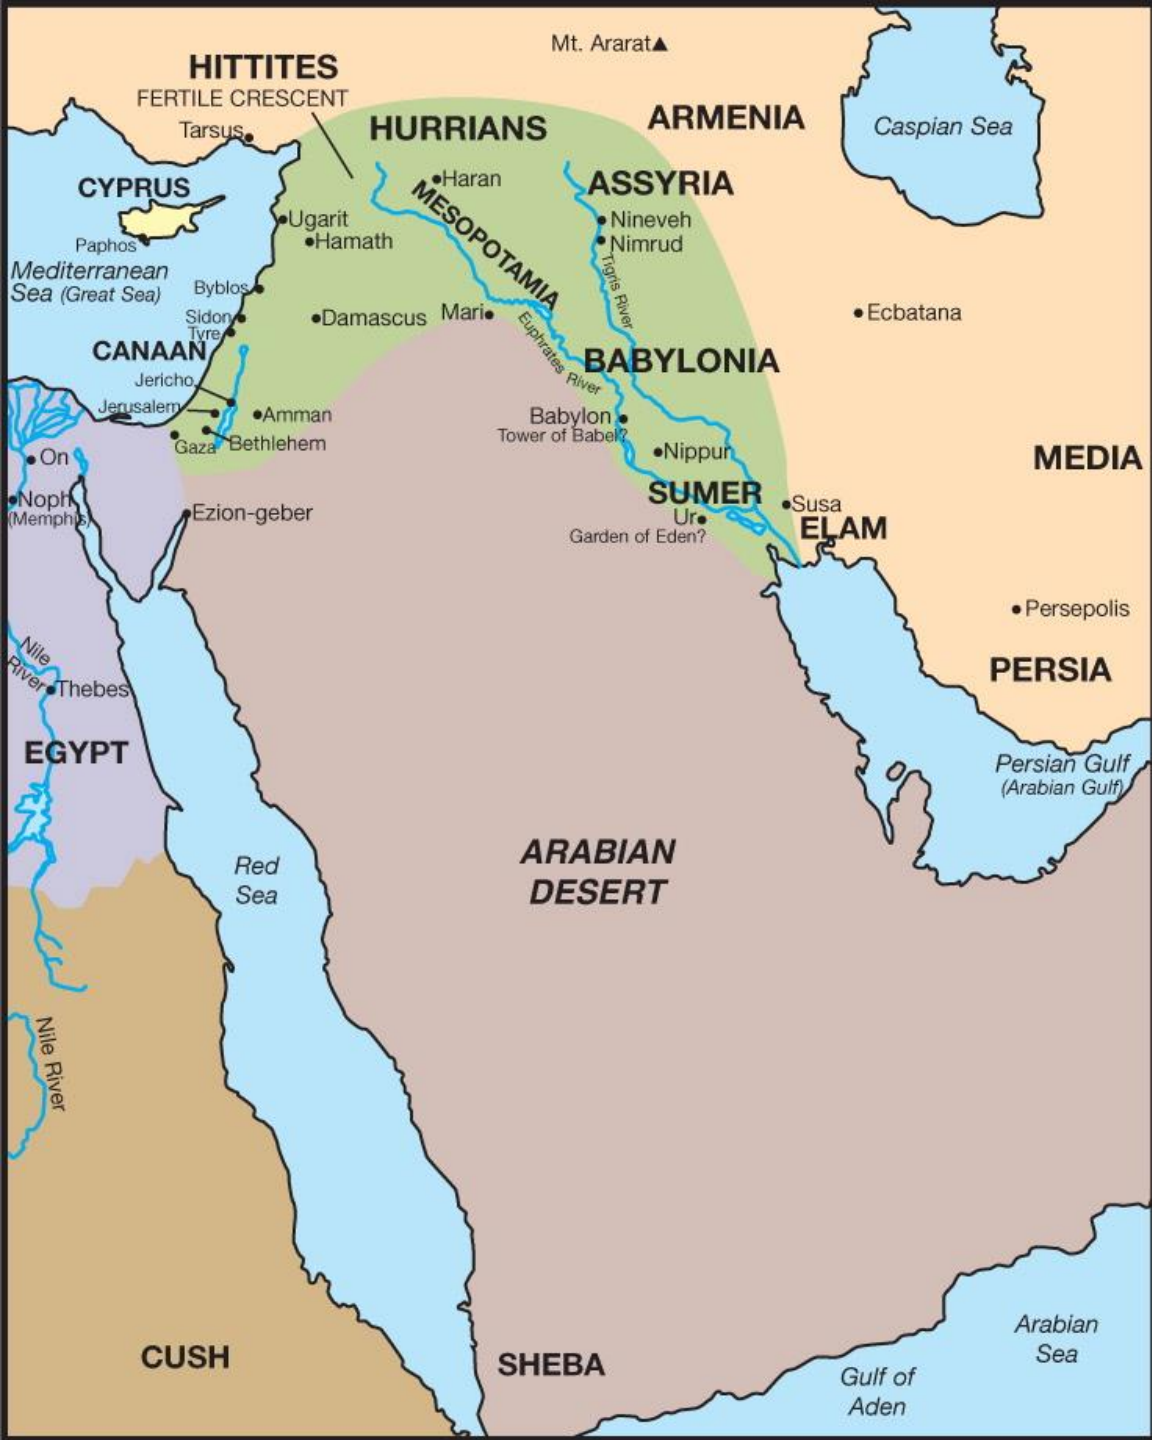 Mt. Ararat
HITTITES
FERTILE CRESCENT
Tarsus
HURRIANS
ARMENIA
Caspian Sea
CYPRUS
Haran
ASSYRIA
MESOPOTAMIA
Ugarit
Hamath
Nineveh
Nimrud
Paphos
Mediterranean
Sea (Great Sea)
Byblos
Tigris River
Sidon
Damascus
Mari
Ecbatana
Tyre
CANAAN
Euphrates River
BABYLONIA
Jericho
Jerusalem
Amman
Babylon
Tower of Babel?
Gaza
Bethlehem
Nippur
On
MEDIA
Noph
(Memphis)
Ezion-geber
SUMER
Susa
Ur
ELAM
Garden of Eden?
Persepolis
Nile
River
Thebes
PERSIA
EGYPT
Persian Gulf
(Arabian Gulf)
ARABIAN
DESERT
Red
Sea
Nile River
CUSH
SHEBA
Arabian
Sea
Gulf of
Aden